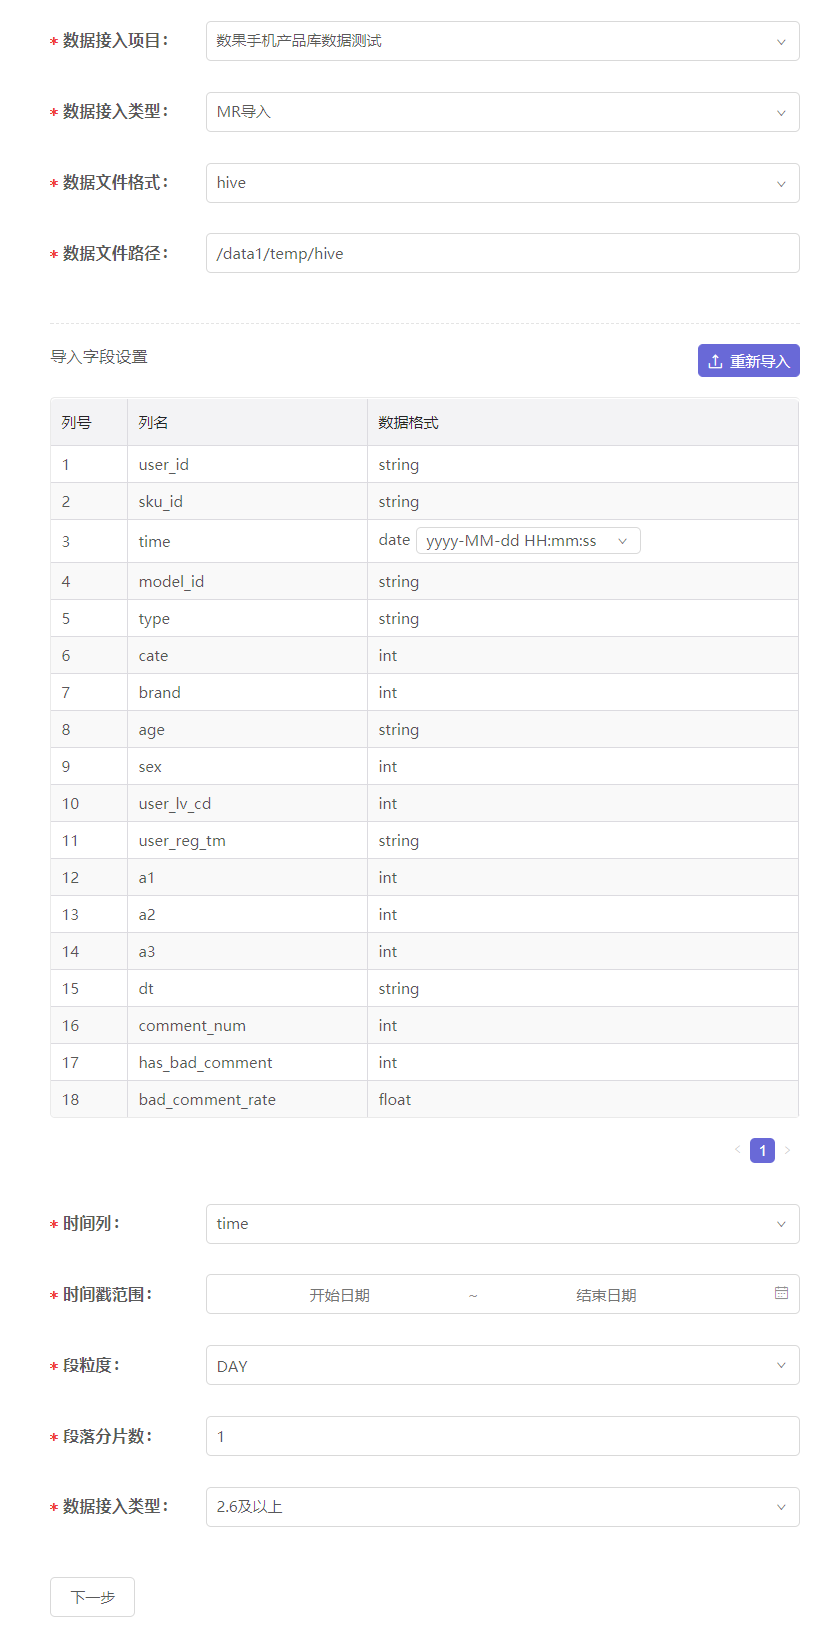 * 数据接入项目： 数果手机产品库数据测试
* 数据接入类型： MR导入
* 数据文件格式： hive
* 数据文件路径： /data1/temp/hive
导入字段设置 重新导入
列号 列名 数据格式
1 user_id string
2 sku_id string
3 time date yyyy-MM-dd HH:mm:ss
4 model_id string
5 type string
6 cate int
7 brand int
8 age string
9 sex int
10 user_lv_cd int
11 user_reg_tm string
12 a1 int
13 a2 int
14 a3 int
15 dt string
16 comment_num int
17 has_bad_comment int
18 bad_comment_rate float
< 1 >
* 时间列： time
* 时间戳范围： 开始日期 ~ 结束日期
* 段粒度： DAY
* 段落分片数： 1
* 数据接入类型： 2.6及以上
下一步